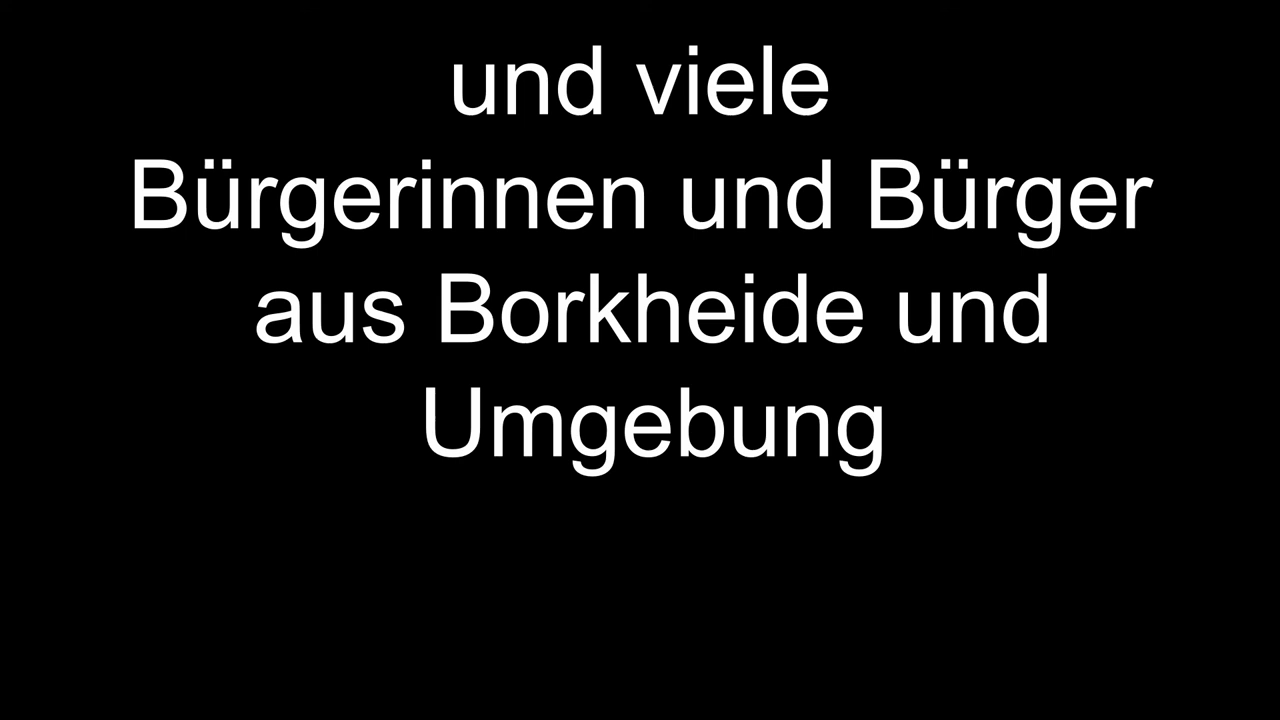 und viele
Bürgerinnen und Bürger
aus Borkheide und
Umgebung